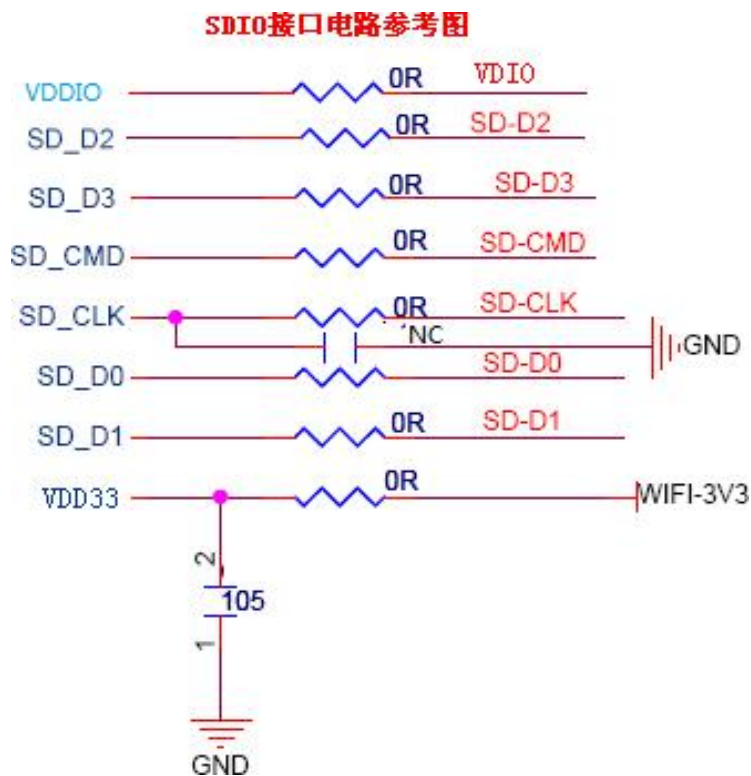 SDIO接口电路参考图
VDDIO 0R VDIO
SD_D2 0R SD-D2
SD_D3 0R SD-D3
SD_CMD 0R SD-CMD
SD_CLK 0R SD-CLK
NC GND
SD_D0 SD-D0
SD_D1 0R SD-D1
VDD33 0R WIFI-3V3
2
105
1
GND